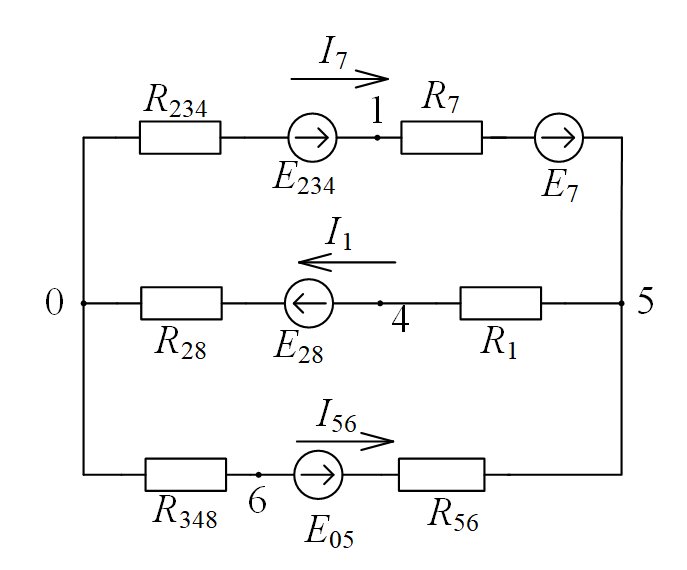 I₇
R₂₃₄
1
R₇
E₂₃₄
E₇
I₁
0
4
5
R₂₈
E₂₈
R₁
I₅₆
R₃₄₈
6
E₀₅
R₅₆